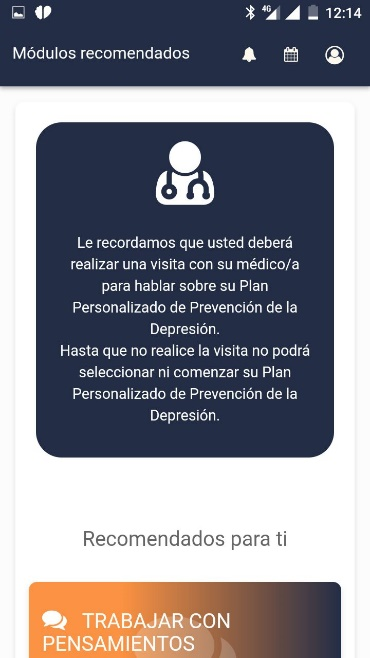 4G
12:14
Módulos recomendados
Le recordamos que usted deberá
realizar una visita con su médico/a
para hablar sobre su Plan
Personalizado de Prevención de la
Depresión.
Hasta que no realice la visita no podrá
seleccionar ni comenzar su Plan
Personalizado de Prevención de la
Depresión.
Recomendados para ti
TRABAJAR CON
PENSAMIENTOS